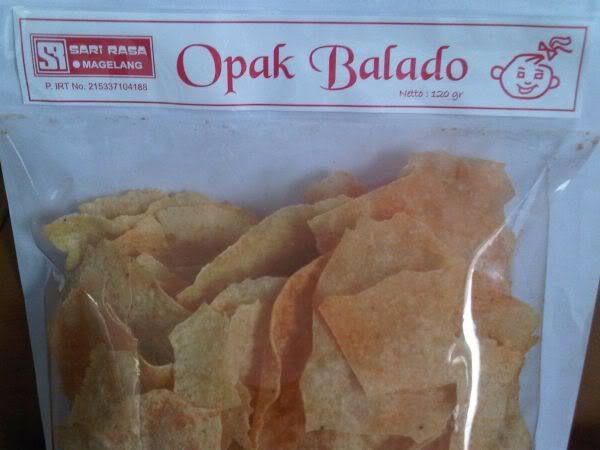 SARI RASA
MAGELANG
P. IRT No. 215337104188
Opak Balado
Netto : 120 gr